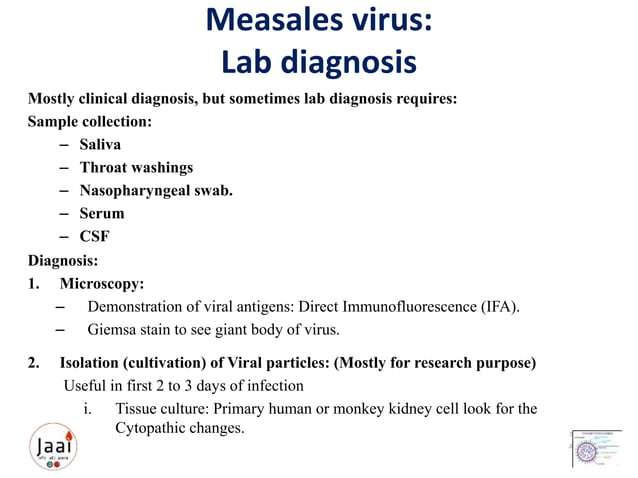 Measales virus:
Lab diagnosis
Mostly clinical diagnosis, but sometimes lab diagnosis requires:
Sample collection:
– Saliva
– Throat washings
– Nasopharyngeal swab.
– Serum
– CSF
Diagnosis:
1. Microscopy:
– Demonstration of viral antigens: Direct Immunofluorescence (IFA).
– Giemsa stain to see giant body of virus.
2. Isolation (cultivation) of Viral particles: (Mostly for research purpose)
Useful in first 2 to 3 days of infection
i. Tissue culture: Primary human or monkey kidney cell look for the
Cytopathic changes.
Jaai